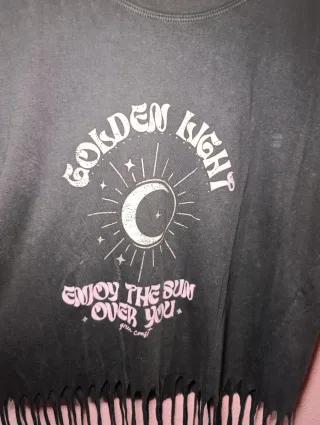 GOLDEN LIGHT
ENJOY THE SUN
OVER YOU